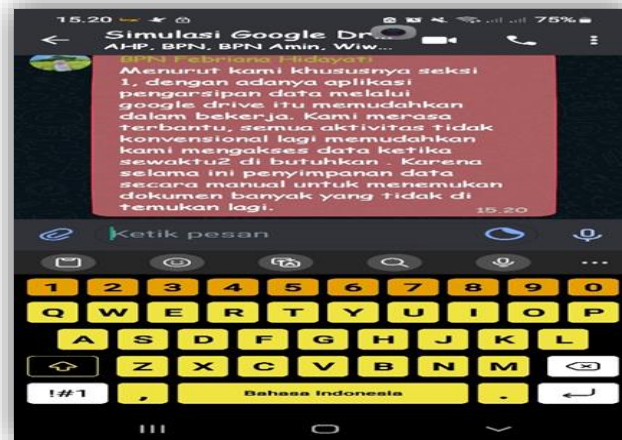 15.20
75%
Simulasi Google Dr...
AHP, BPN, BPN Amin, Wiw...
BPN Febriana Hidayati
Menurut kami khususnya seksi
1, dengan adanya aplikasi
pengarsipan data melalui
google drive itu memudahkan
dalam bekerja. Kami merasa
terbantu, semua aktivitas tidak
konvensional lagi memudahkan
kami mengakses data ketika
sewaktu2 di butuhkan . Karena
selama ini penyimpanan data
secara manual untuk menemukan
dokumen banyak yang tidak di
temukan lagi.
15.20
Ketik pesan
1 2 3 4 5 6 7 8 9 0
Q W E R T Y U I O P
A S D F G H J K L
Z X C V B N M
!#1 , Bahasa Indonesia .